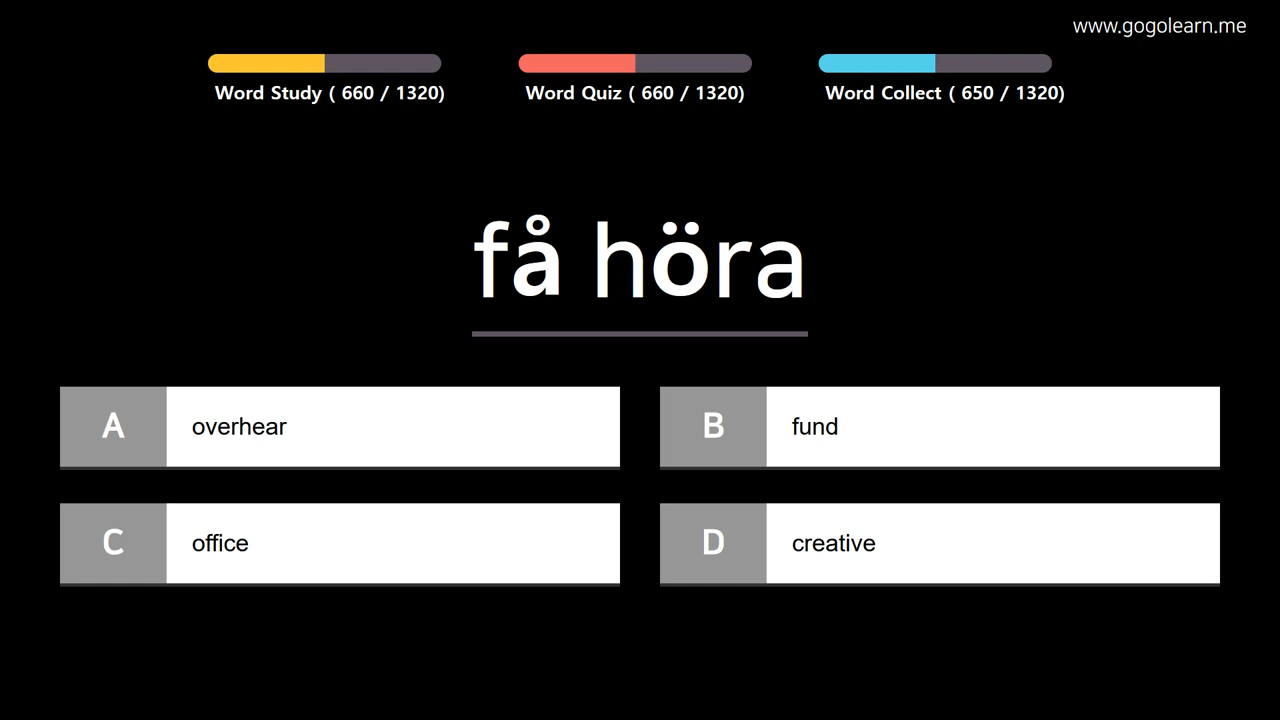 www.gogolearn.me
Word Study ( 660 / 1320)
Word Quiz ( 660 / 1320)
Word Collect ( 650 / 1320)
få höra
A overhear
B fund
C office
D creative